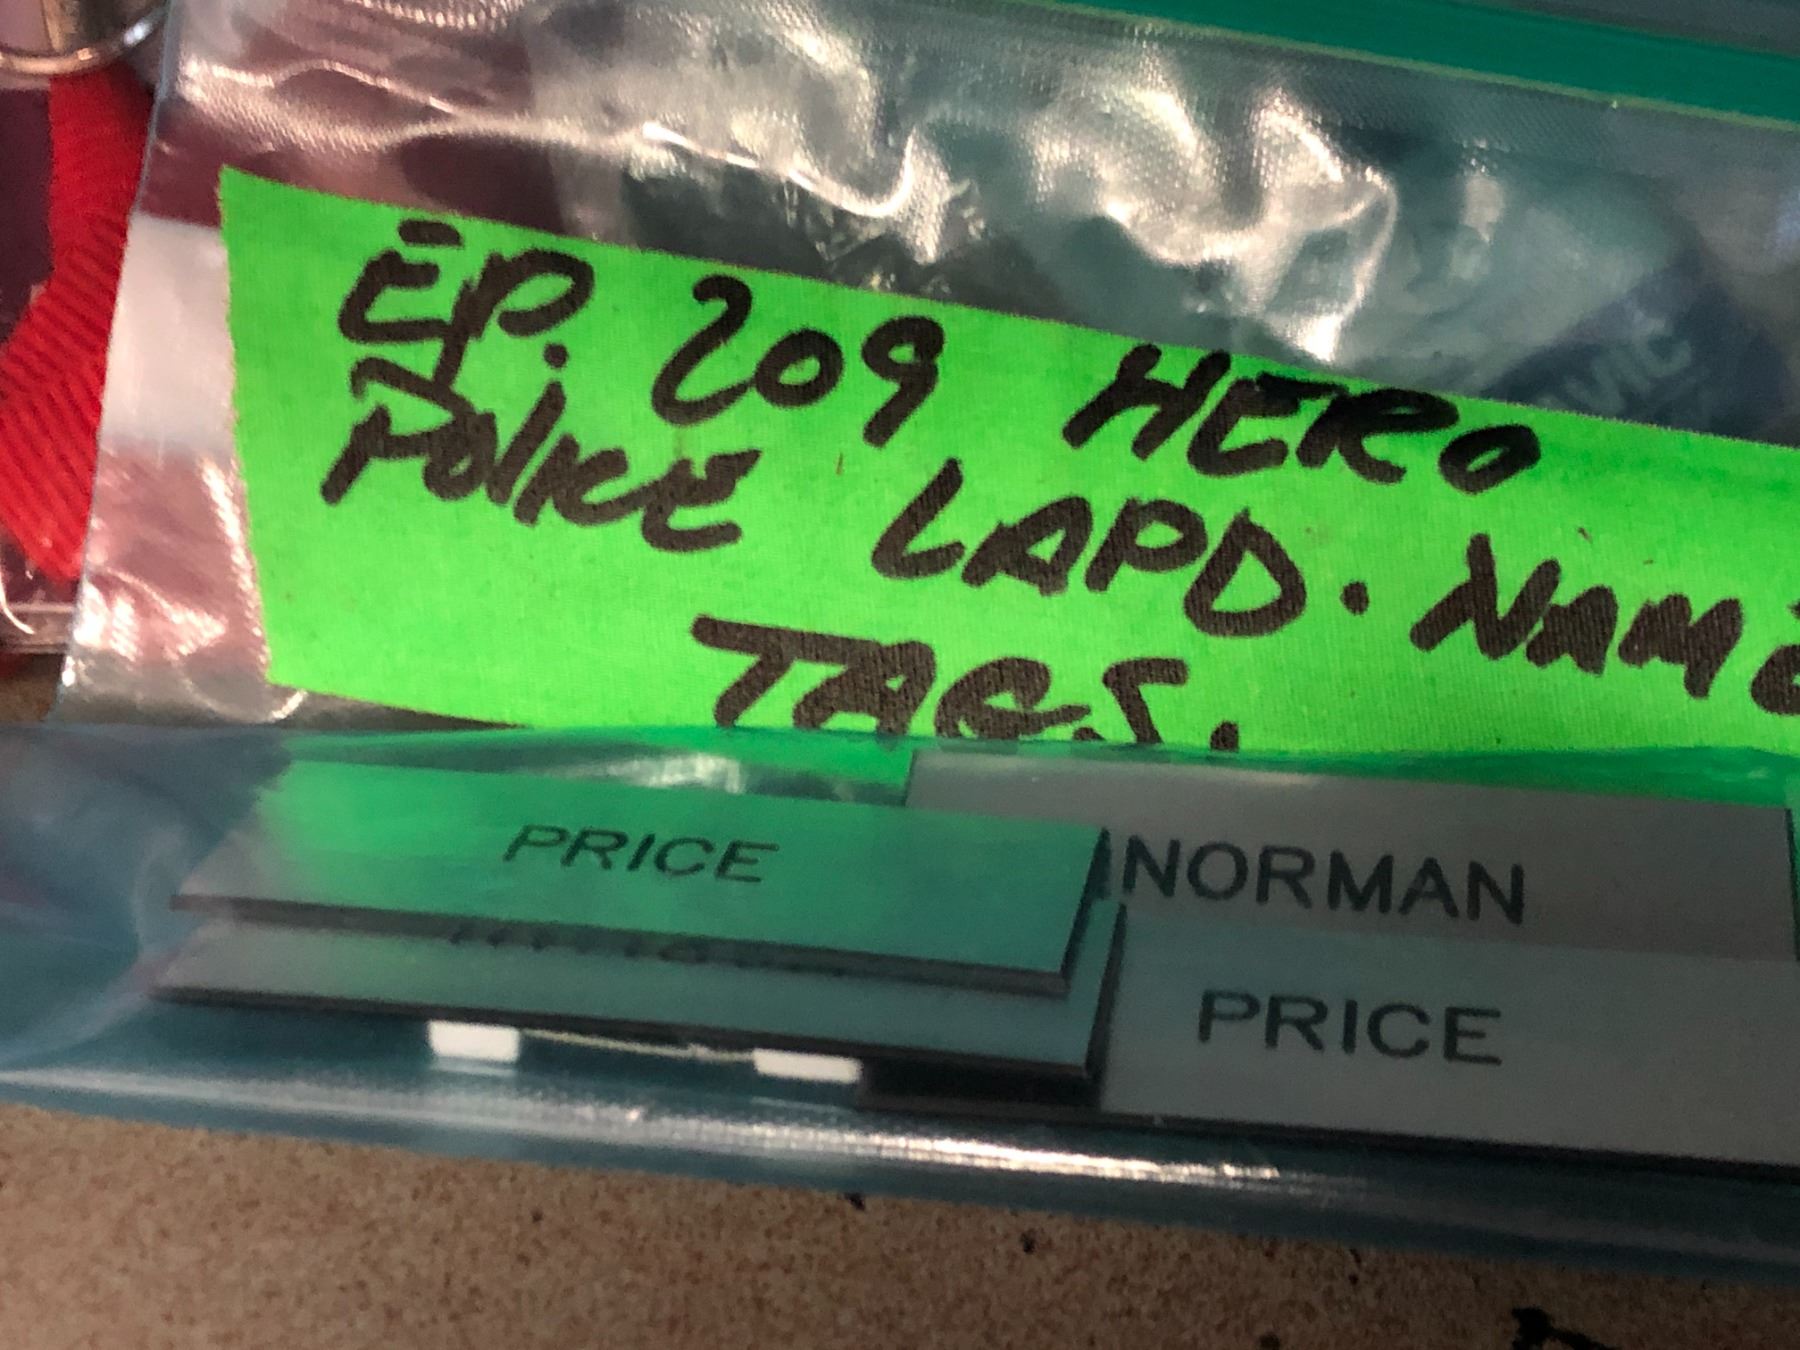 EP. 209 HERO
POLICE LAPD. NAME
TAGS.
PRICE
NORMAN
PRICE